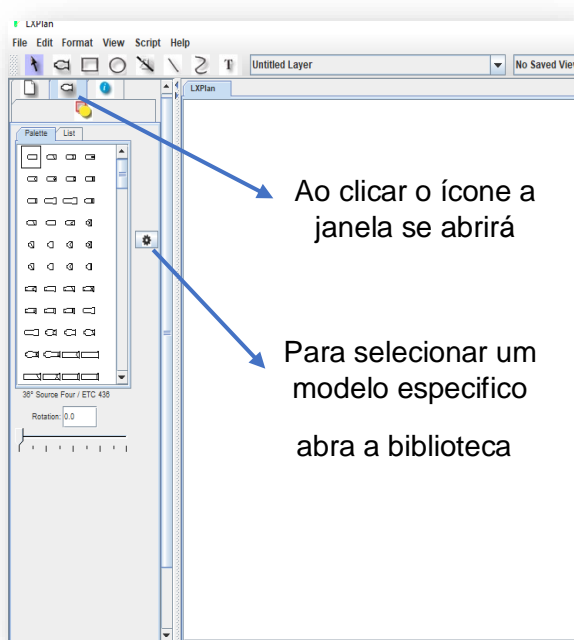 LXPlan
File Edit Format View Script Help
T Untitled Layer No Saved View
LXPlan
Palette List
Ao clicar o ícone a
janela se abrirá
Para selecionar um
modelo especifico
abra a biblioteca
36° Source Four / ETC 436
Rotation: 0.0